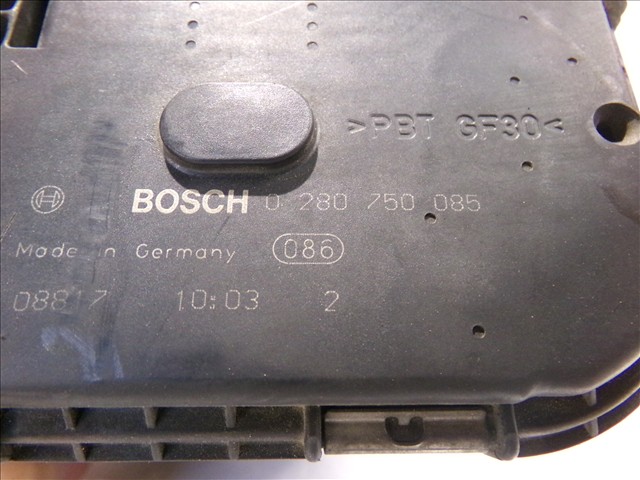 >PBT GF30<
BOSCH 0 280 750 085
Made in Germany 086
08817 10:03 2